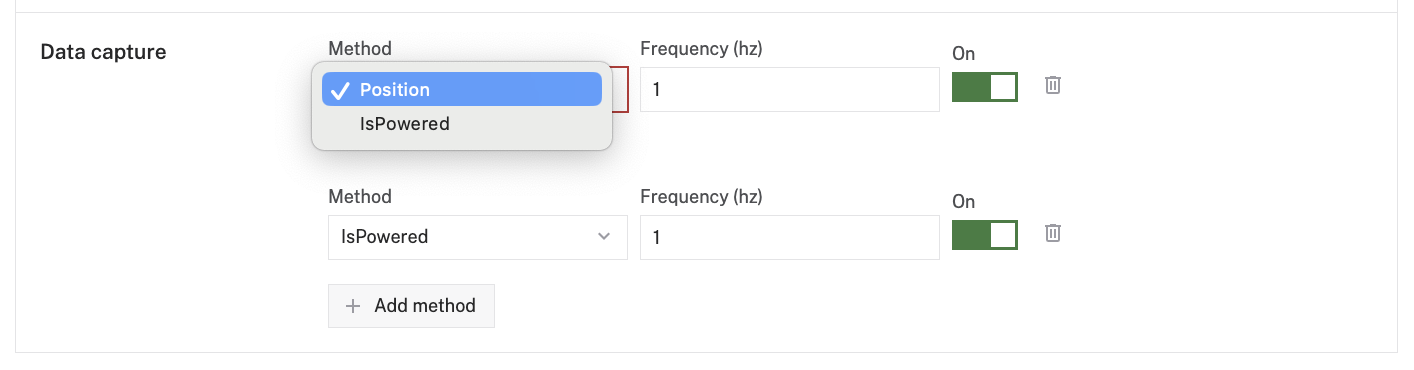 Data capture
Method
Frequency (hz)
On
Position
IsPowered
1
Method
Frequency (hz)
On
IsPowered
1
Add method